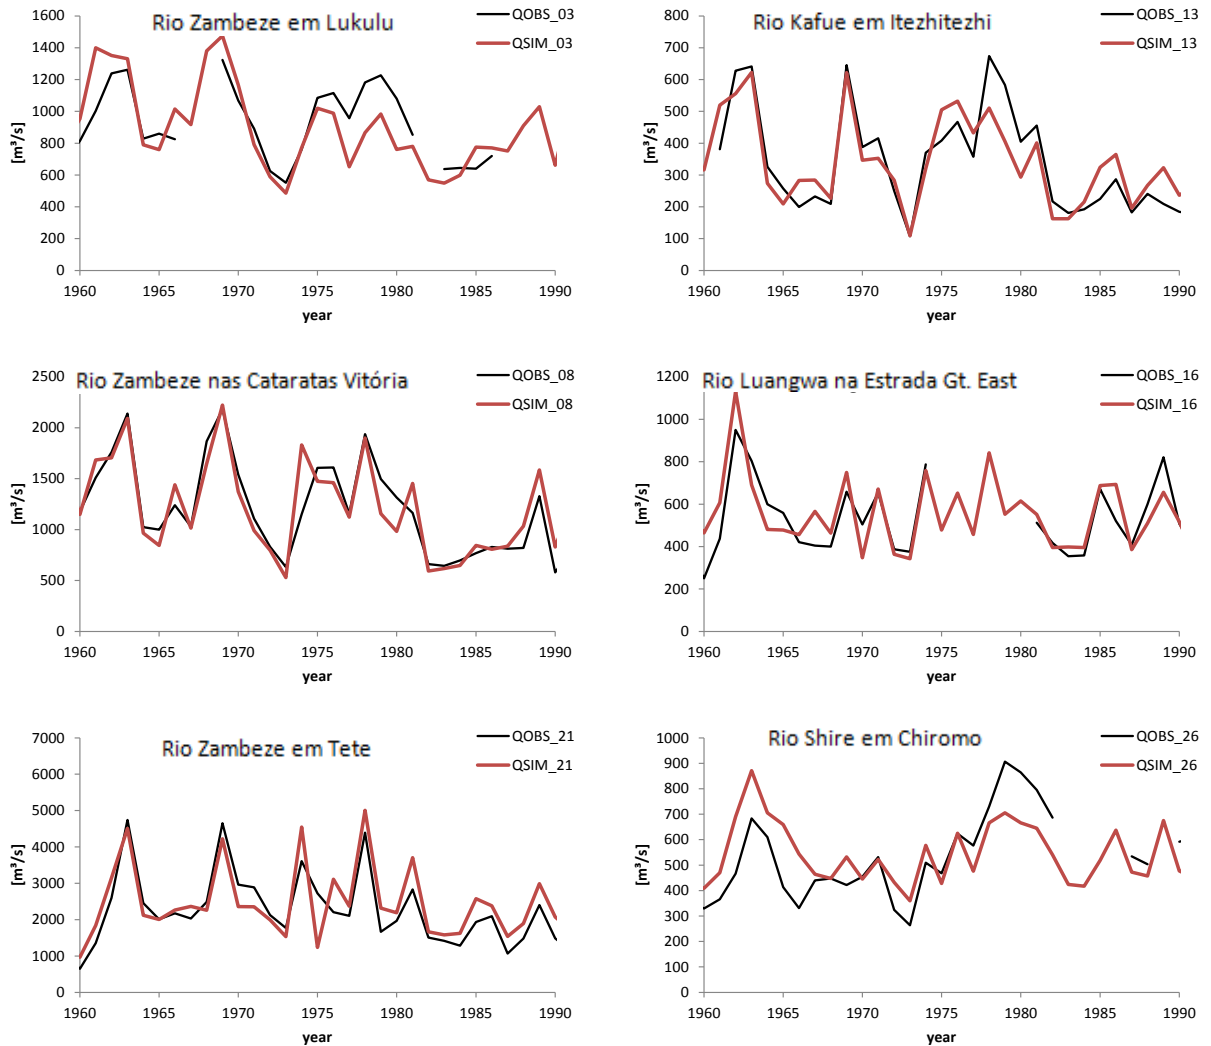 Rio Zambeze em Lukulu
QOBS_03
QSIM_03
1600
1400
1200
1000
800
600
400
200
0
[m³/s]
1960 1965 1970 1975 1980 1985 1990
year
Rio Kafue em Itezhitezhi
QOBS_13
QSIM_13
800
700
600
500
400
300
200
100
0
[m³/s]
1960 1965 1970 1975 1980 1985 1990
year
Rio Zambeze nas Cataratas Vitória
QOBS_08
QSIM_08
2500
2000
1500
1000
500
0
[m³/s]
1960 1965 1970 1975 1980 1985 1990
year
Rio Luangwa na Estrada Gt. East
QOBS_16
QSIM_16
1200
1000
800
600
400
200
0
[m³/s]
1960 1965 1970 1975 1980 1985 1990
year
Rio Zambeze em Tete
QOBS_21
QSIM_21
7000
6000
5000
4000
3000
2000
1000
0
[m³/s]
1960 1965 1970 1975 1980 1985 1990
year
Rio Shire em Chiromo
QOBS_26
QSIM_26
1000
900
800
700
600
500
400
300
200
100
0
[m³/s]
1960 1965 1970 1975 1980 1985 1990
year